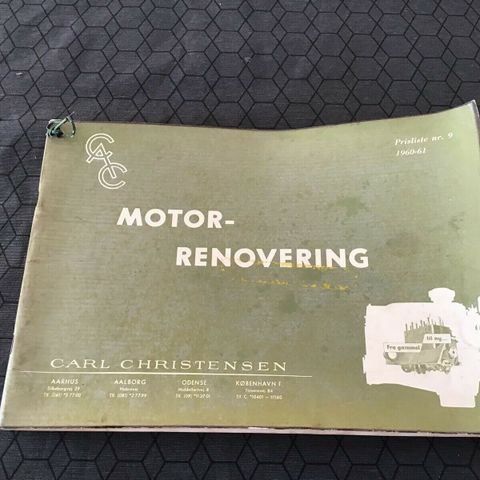 CAC
Prisliste nr. 9
1960-61
MOTOR-
RENOVERING
Fra gammel
til ny...
CARL CHRISTENSEN
AARHUS
AALBORG
ODENSE
KØBENHAVN F.